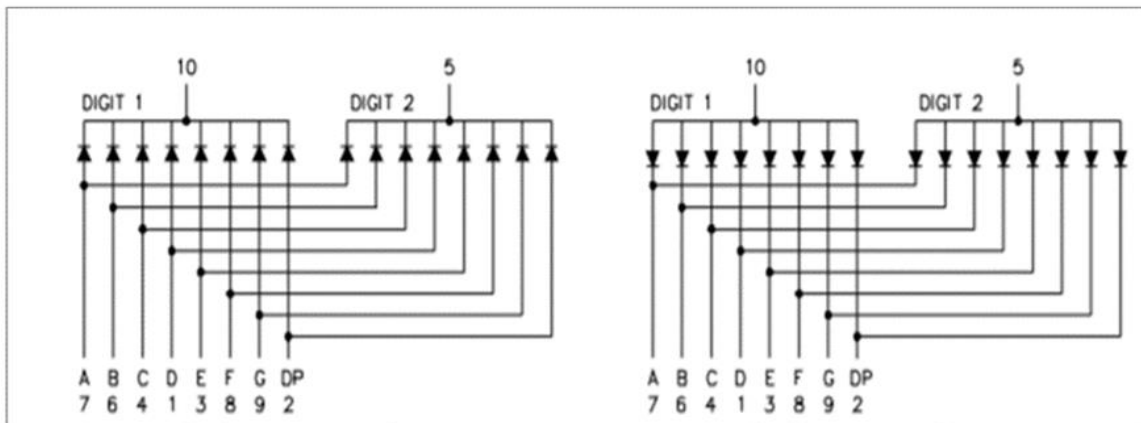 10 5 10 5
DIGIT 1 DIGIT 2 DIGIT 1 DIGIT 2
A B C D E F G DP A B C D E F G DP
7 6 4 1 3 8 9 2 7 6 4 1 3 8 9 2